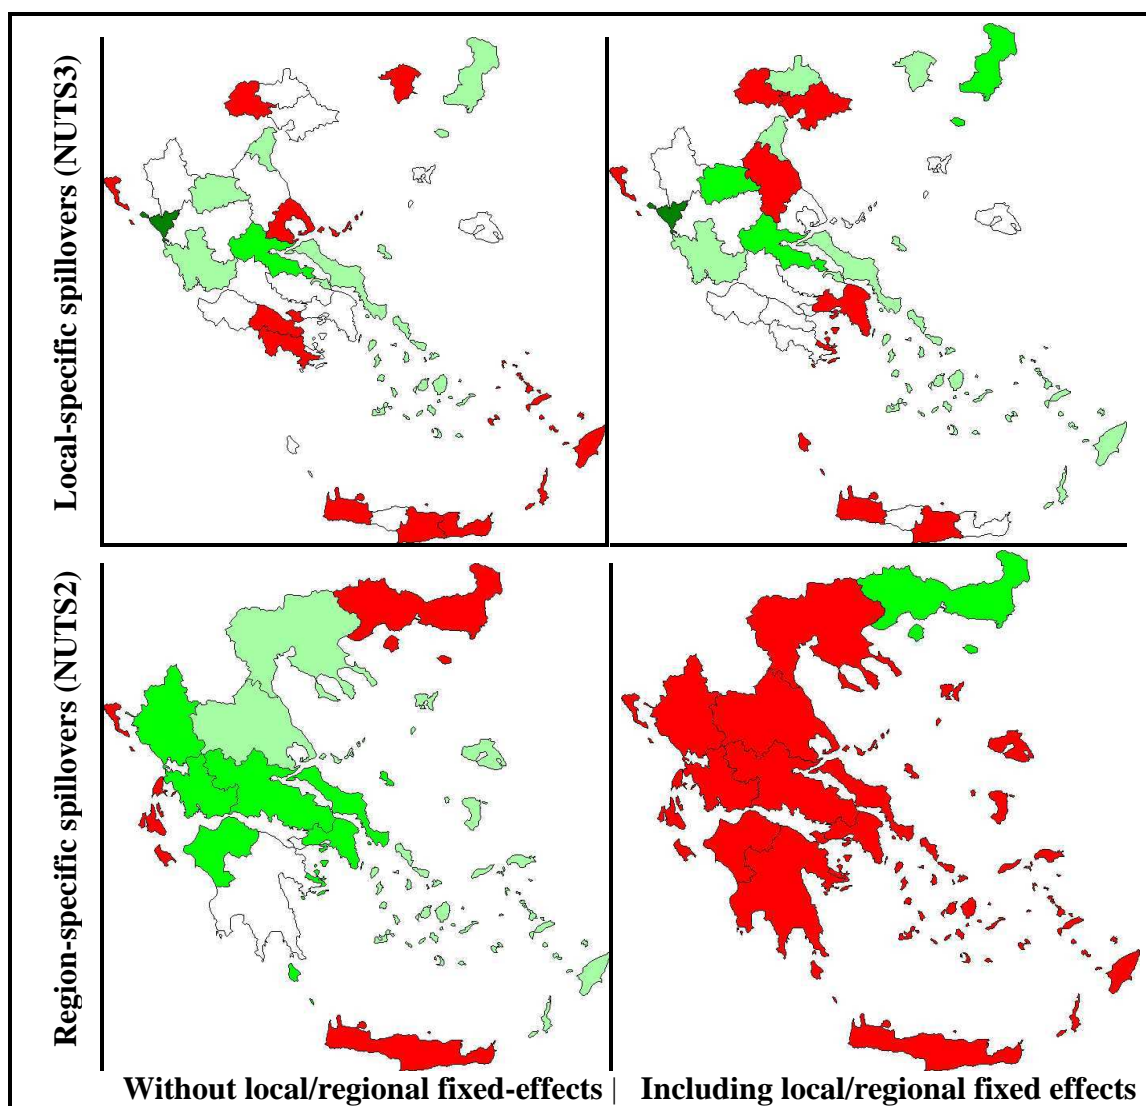 Local-specific spillovers (NUTS3)
Region-specific spillovers (NUTS2)
Without local/regional fixed-effects | Including local/regional fixed effects